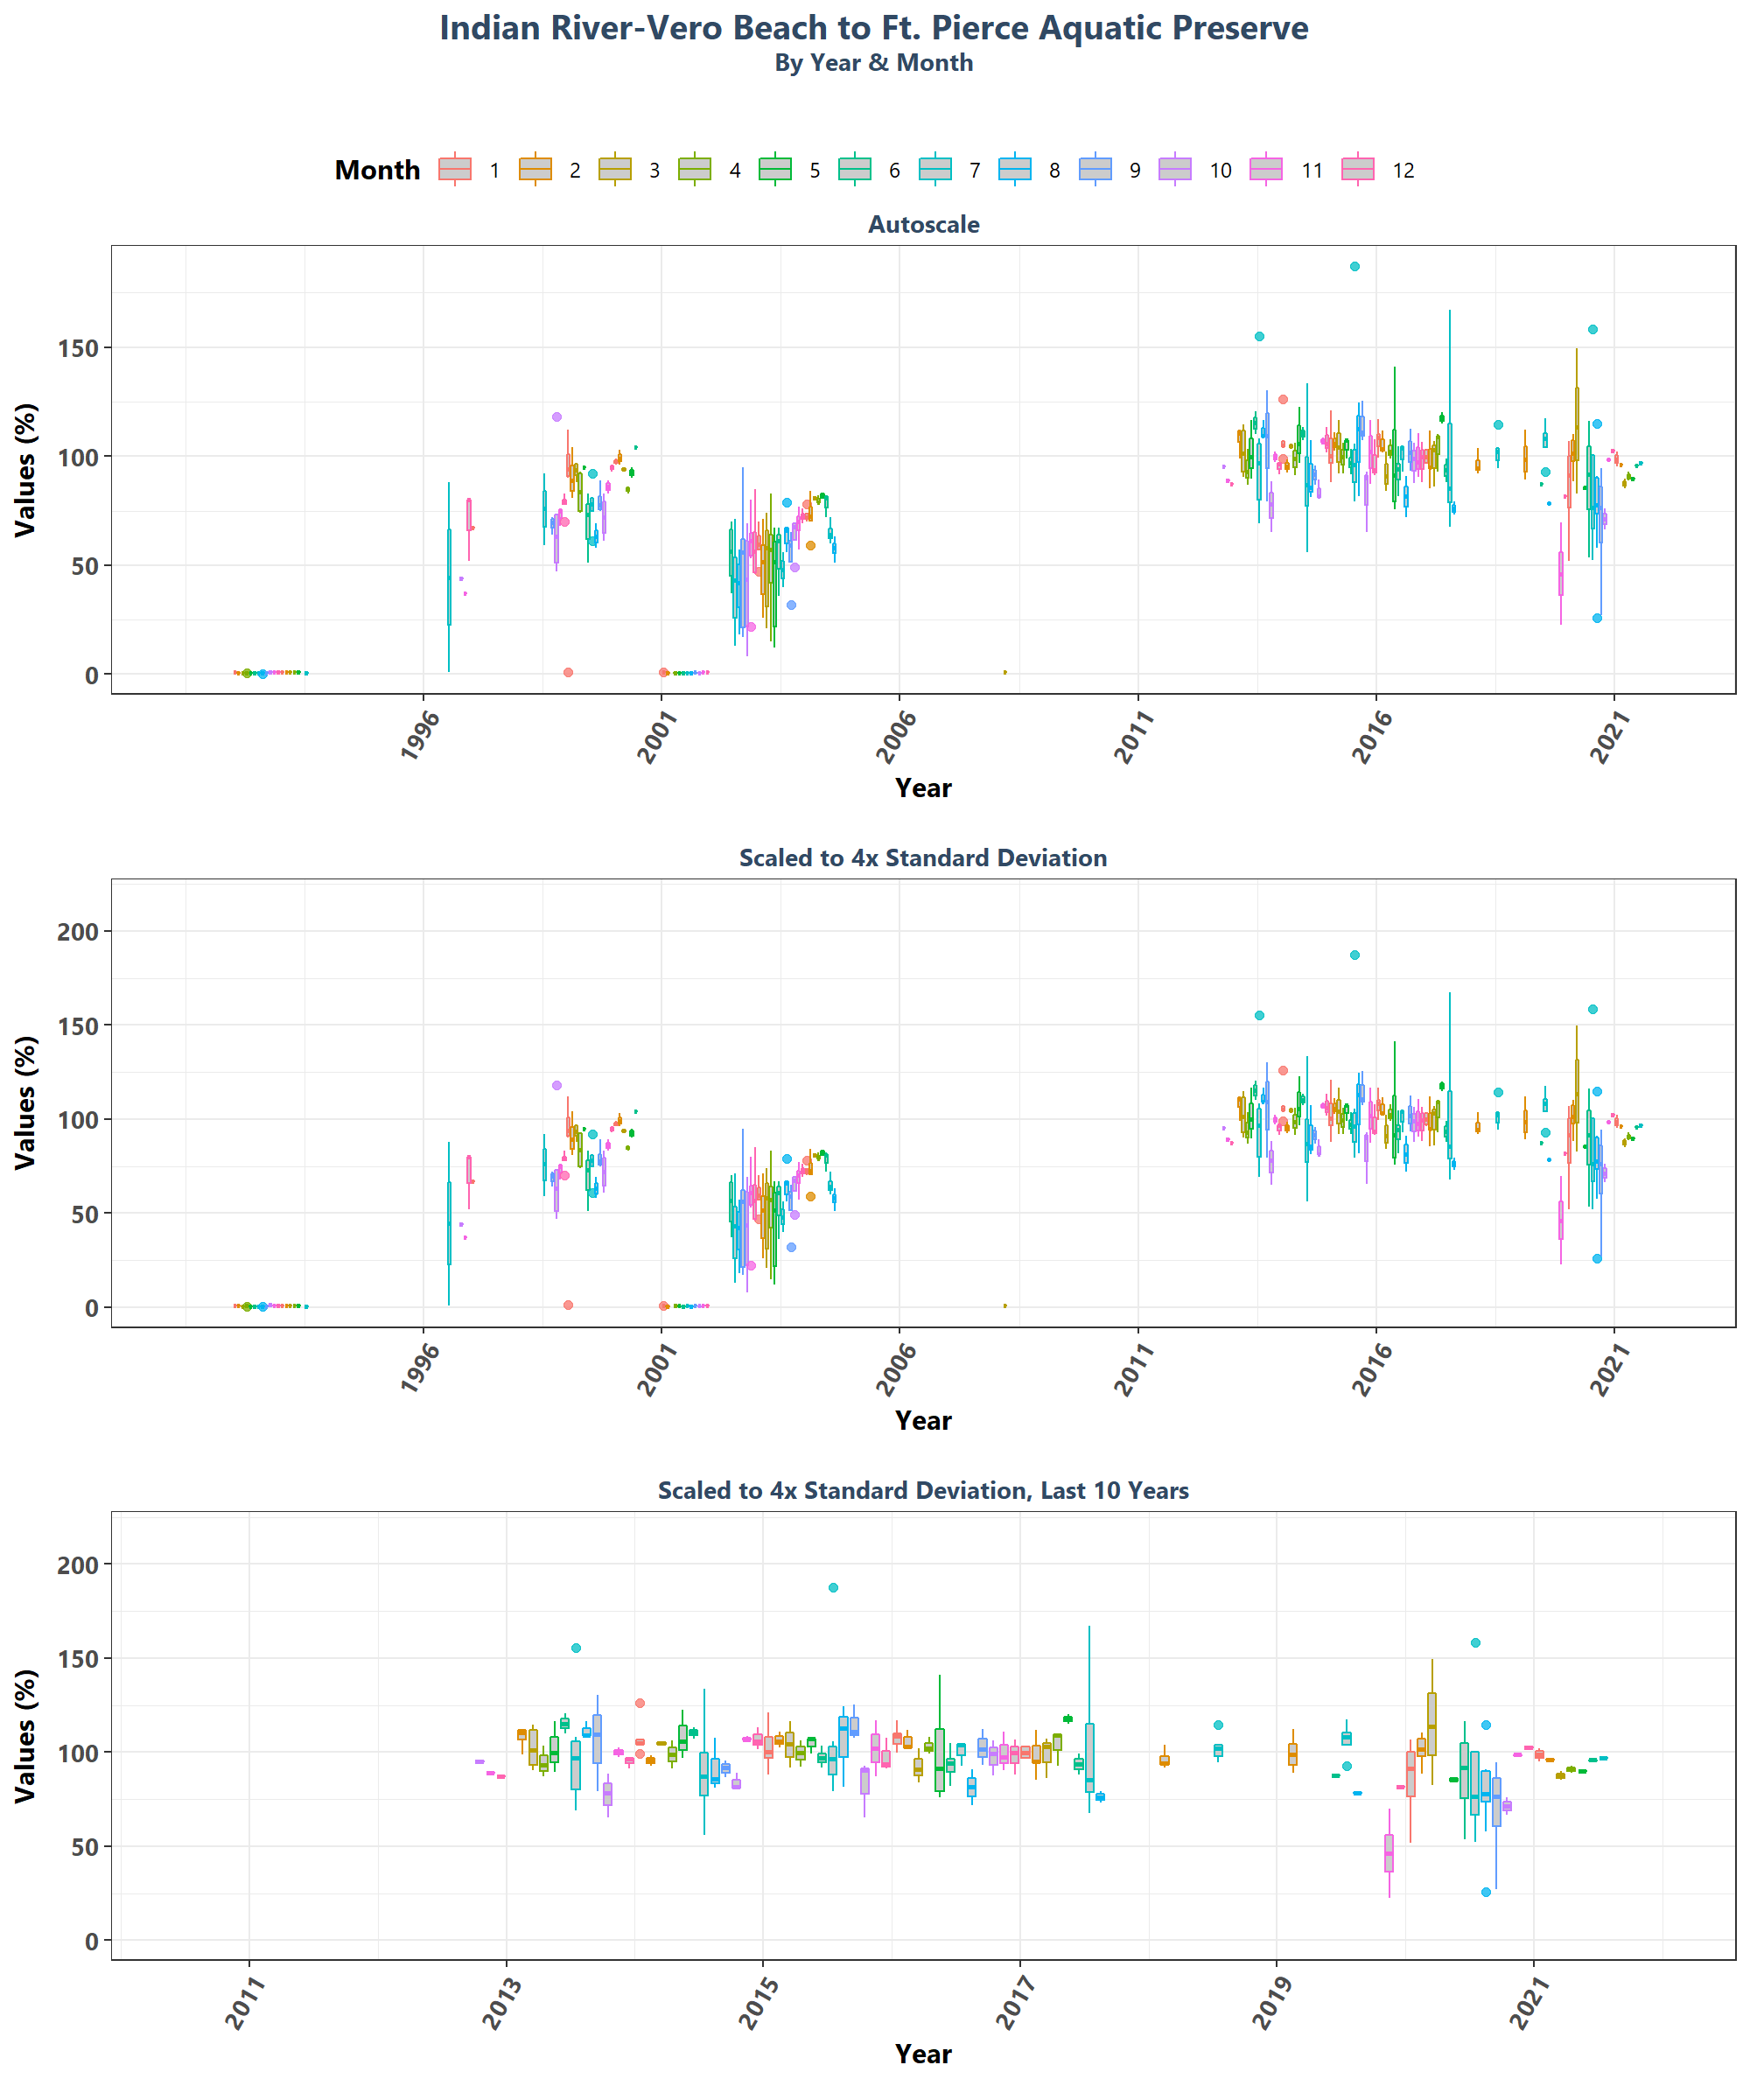 Indian River-Vero Beach to Ft. Pierce Aquatic Preserve
By Year & Month
Month 1 2 3 4 5 6 7 8 9 10 11 12
Autoscale
Values (%)
150
100
50
0
1996 2001 2006 2011 2016 2021
Year
Scaled to 4x Standard Deviation
Values (%)
200
150
100
50
0
1996 2001 2006 2011 2016 2021
Year
Scaled to 4x Standard Deviation, Last 10 Years
Values (%)
200
150
100
50
0
2011 2013 2015 2017 2019 2021
Year